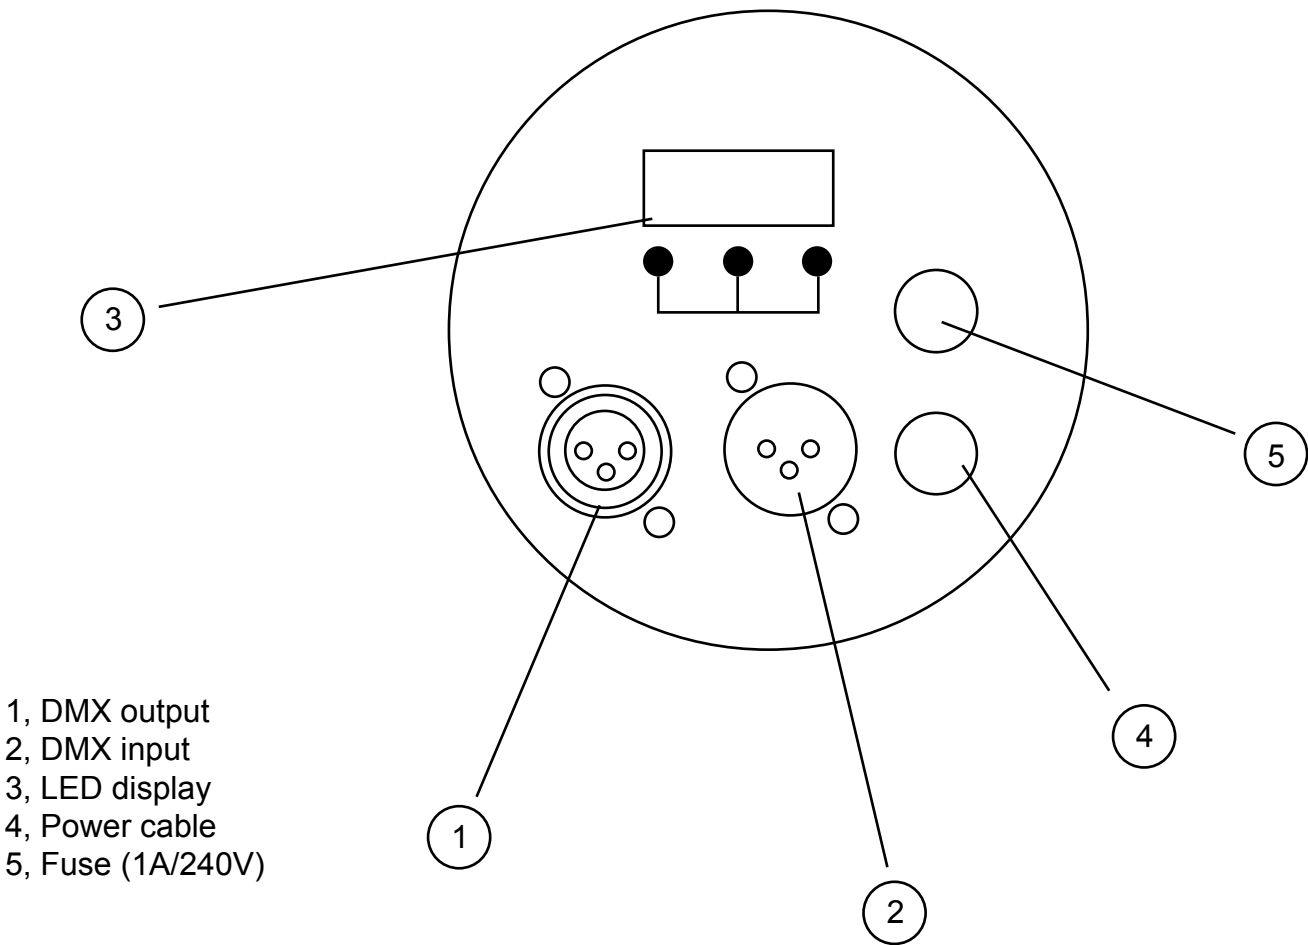 3
5
4
1, DMX output
2, DMX input
3, LED display
4, Power cable
5, Fuse (1A/240V)
1
2